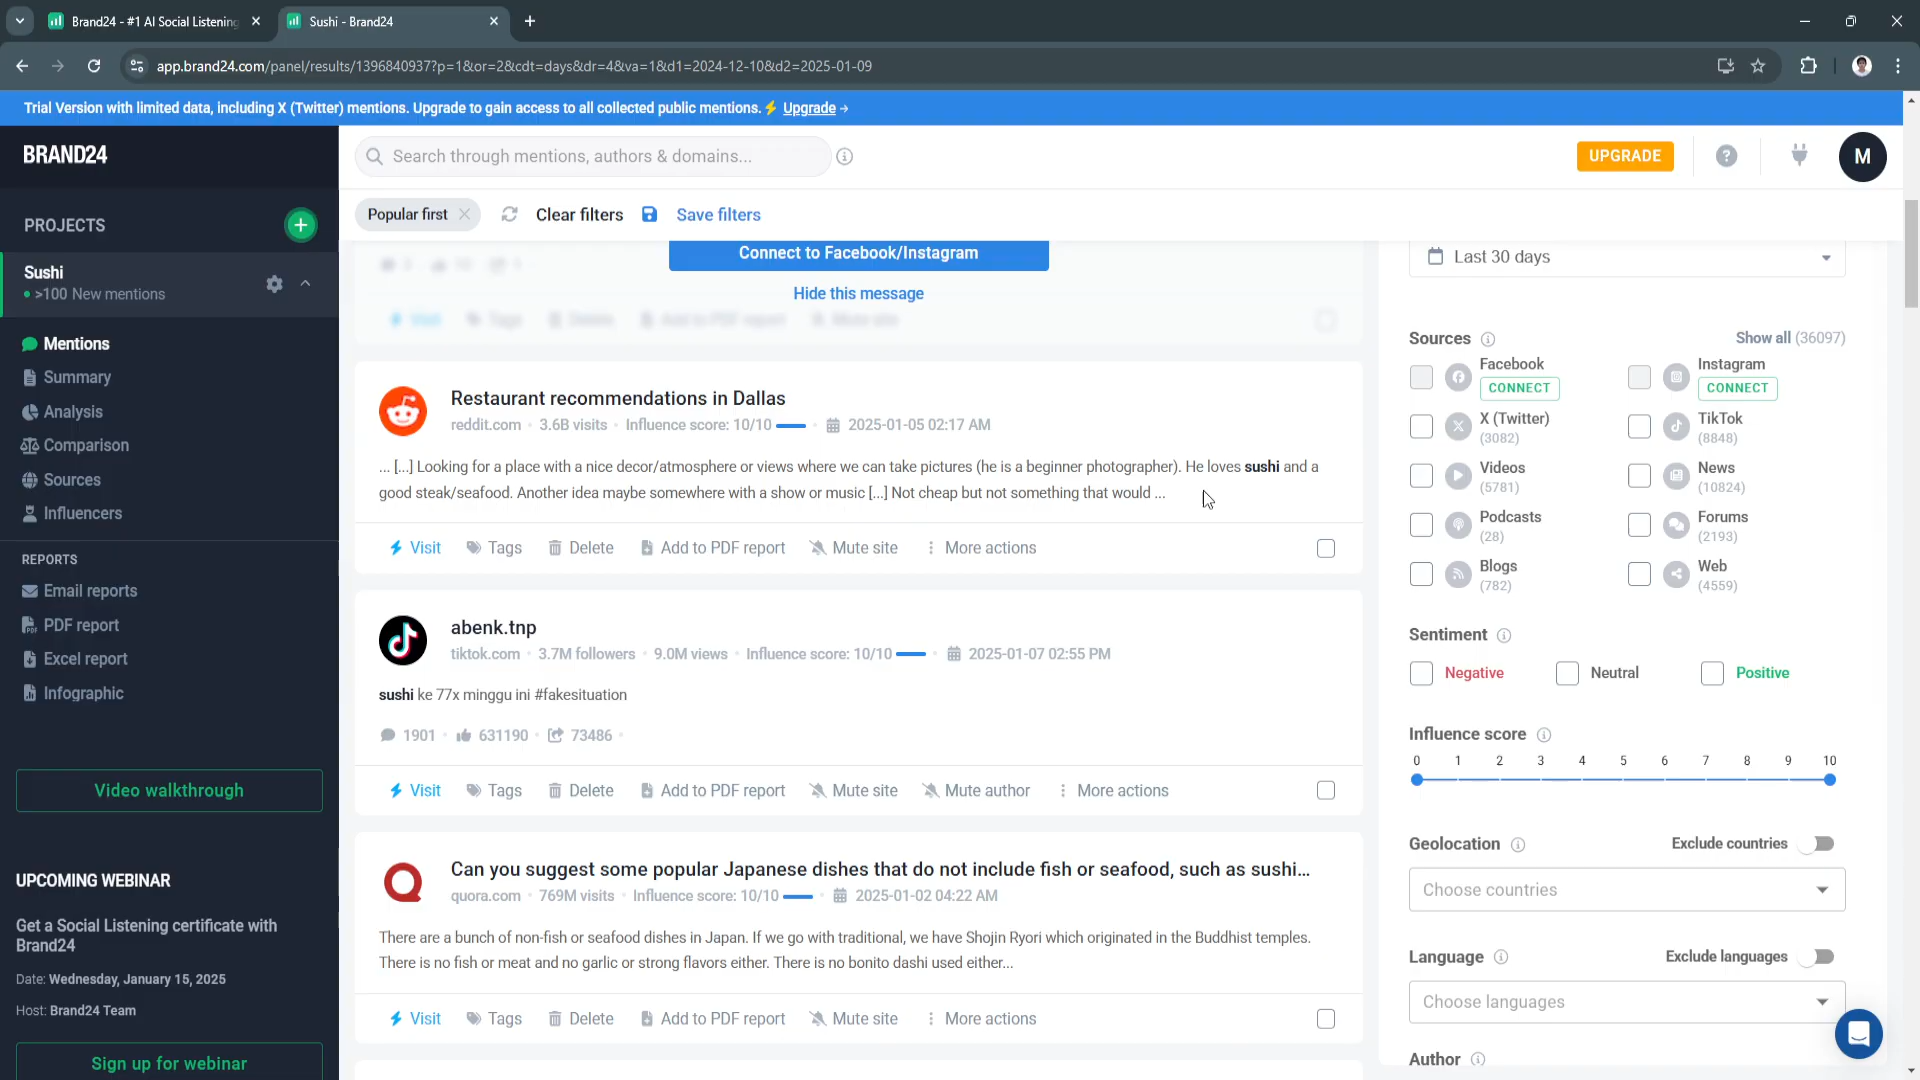 Brand24 - #1 AI Social Listening
Sushi - Brand24
app.brand24.com/panel/results/1396840937?p=1&or=2&cdt=days&dr=4&va=1&d1=2024-12-10&d2=2025-01-09
Trial Version with limited data, including X (Twitter) mentions. Upgrade to gain access to all collected public mentions.⚡ Upgrade →
BRAND24
Search through mentions, authors & domains...
UPGRADE
M
PROJECTS
Sushi
>100 New mentions
Mentions
Summary
Analysis
Comparison
Sources
Influencers
REPORTS
Email reports
PDF report
Excel report
Infographic
Video walkthrough
UPCOMING WEBINAR
Get a Social Listening certificate with
Brand24
Date: Wednesday, January 15, 2025
Host: Brand24 Team
Sign up for webinar
Popular first
Clear filters
Save filters
Connect to Facebook/Instagram
Hide this message
Visit Tags Delete Add to PDF report Mute site
Restaurant recommendations in Dallas
reddit.com · 3.6B visits · Influence score: 10/10 · 2025-01-05 02:17 AM
... [...] Looking for a place with a nice decor/atmosphere or views where we can take pictures (he is a beginner photographer). He loves sushi and a
good steak/seafood. Another idea maybe somewhere with a show or music [...] Not cheap but not something that would ...
Visit Tags Delete Add to PDF report Mute site More actions
abenk.tnp
tiktok.com · 3.7M followers · 9.0M views · Influence score: 10/10 · 2025-01-07 02:55 PM
sushi ke 77x minggu ini #fakesituation
1901 · 631190 · 73486 ·
Visit Tags Delete Add to PDF report Mute site Mute author More actions
Can you suggest some popular Japanese dishes that do not include fish or seafood, such as sushi...
quora.com · 769M visits · Influence score: 10/10 · 2025-01-02 04:22 AM
There are a bunch of non-fish or seafood dishes in Japan. If we go with traditional, we have Shojin Ryori which originated in the Buddhist temples.
There is no fish or meat and no garlic or strong flavors either. There is no bonito dashi used either...
Visit Tags Delete Add to PDF report Mute site More actions
Last 30 days
Sources Show all (36097)
Facebook
CONNECT
Instagram
CONNECT
X (Twitter)
(3082)
TikTok
(8848)
Videos
(5781)
News
(10824)
Podcasts
(28)
Forums
(2193)
Blogs
(782)
Web
(4559)
Sentiment
Negative Neutral Positive
Influence score
0 1 2 3 4 5 6 7 8 9 10
Geolocation Exclude countries
Choose countries
Language Exclude languages
Choose languages
Author